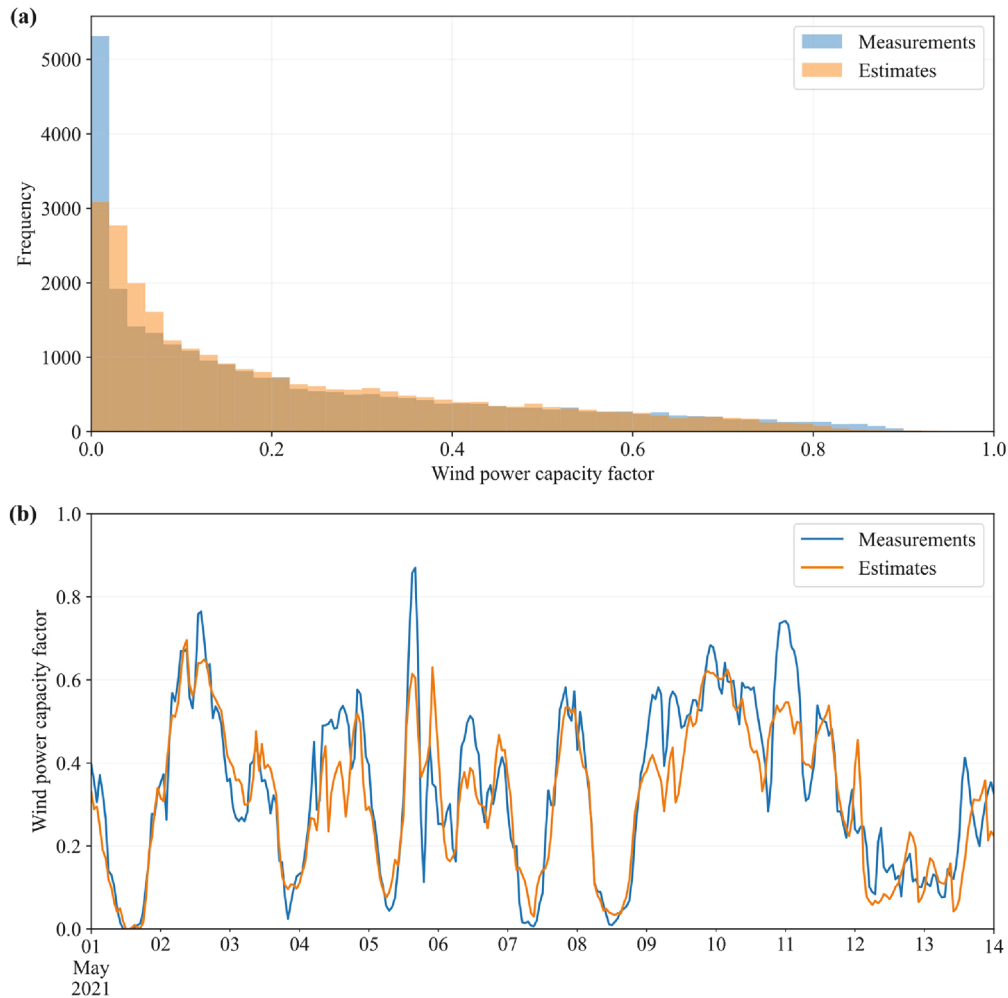 (a)
Measurements
Estimates
5000
4000
3000
2000
1000
0
Frequency
0.0 0.2 0.4 0.6 0.8 1.0
Wind power capacity factor
(b)
Measurements
Estimates
1.0
0.8
0.6
0.4
0.2
0.0
Wind power capacity factor
01 02 03 04 05 06 07 08 09 10 11 12 13 14
May
2021